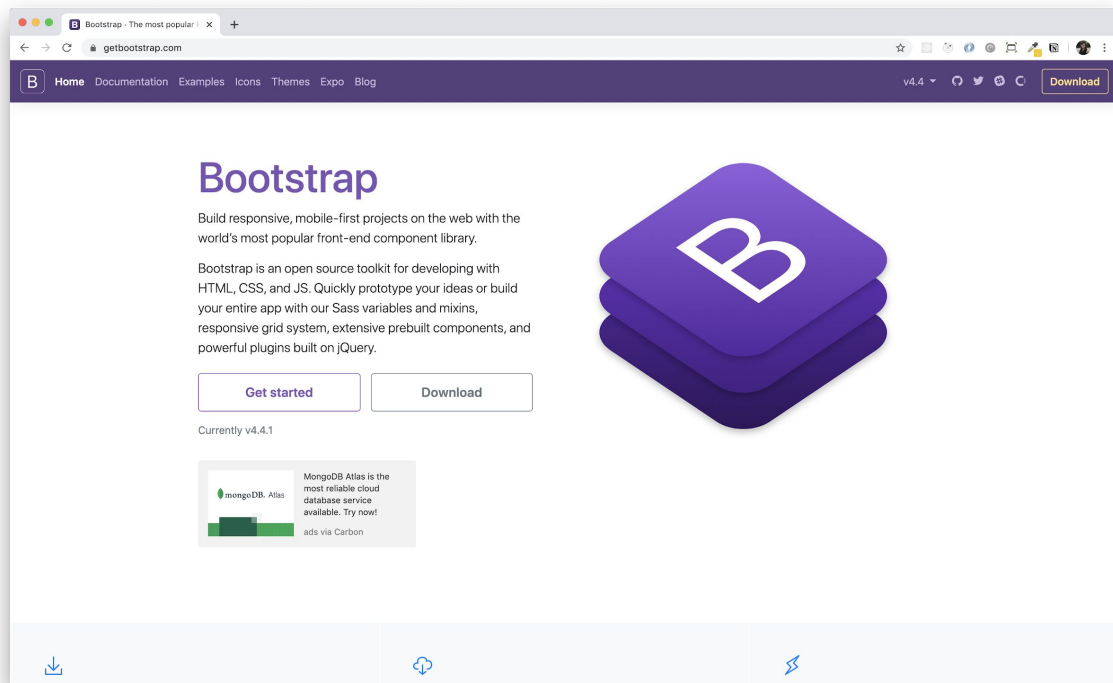 B Bootstrap - The most popular
getbootstrap.com
B Home Documentation Examples Icons Themes Expo Blog v4.4 Download
Bootstrap
Build responsive, mobile-first projects on the web with the
world's most popular front-end component library.
Bootstrap is an open source toolkit for developing with
HTML, CSS, and JS. Quickly prototype your ideas or build
your entire app with our Sass variables and mixins,
responsive grid system, extensive prebuilt components, and
powerful plugins built on jQuery.
Get started Download
Currently v4.4.1
B
mongoDB. Atlas
MongoDB Atlas is the
most reliable cloud
database service
available. Try now!
ads via Carbon